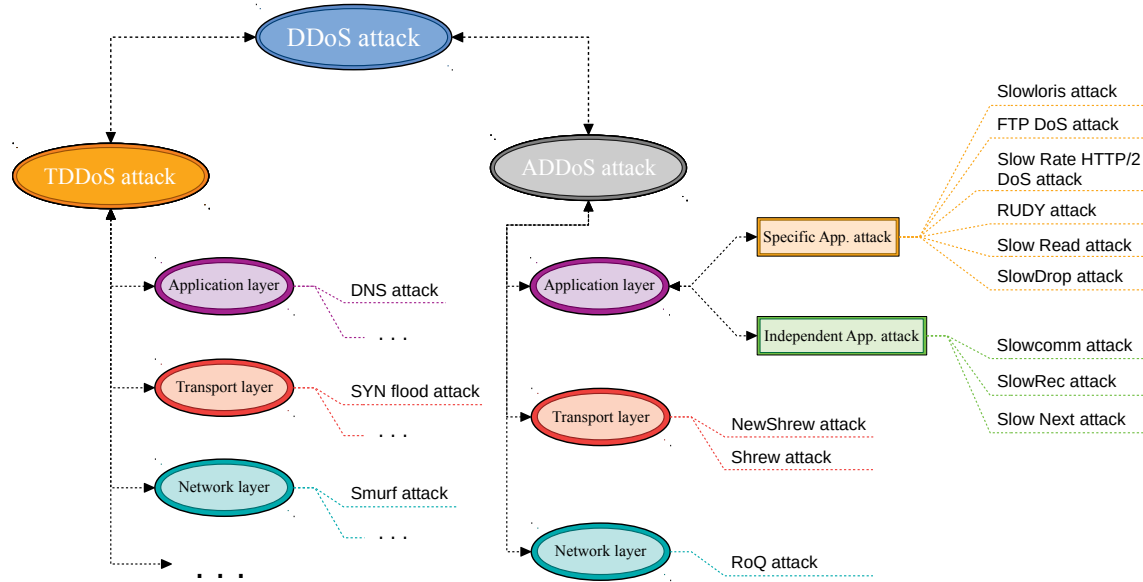 DDoS attack
TDDoS attack
ADDoS attack
Application layer
DNS attack
. . .
Transport layer
SYN flood attack
. . .
Network layer
Smurf attack
. . .
. . .
Application layer
Specific App. attack
Slowloris attack
FTP DoS attack
Slow Rate HTTP/2
DoS attack
RUDY attack
Slow Read attack
SlowDrop attack
Independent App. attack
Slowcomm attack
SlowRec attack
Slow Next attack
Transport layer
NewShrew attack
Shrew attack
Network layer
RoQ attack